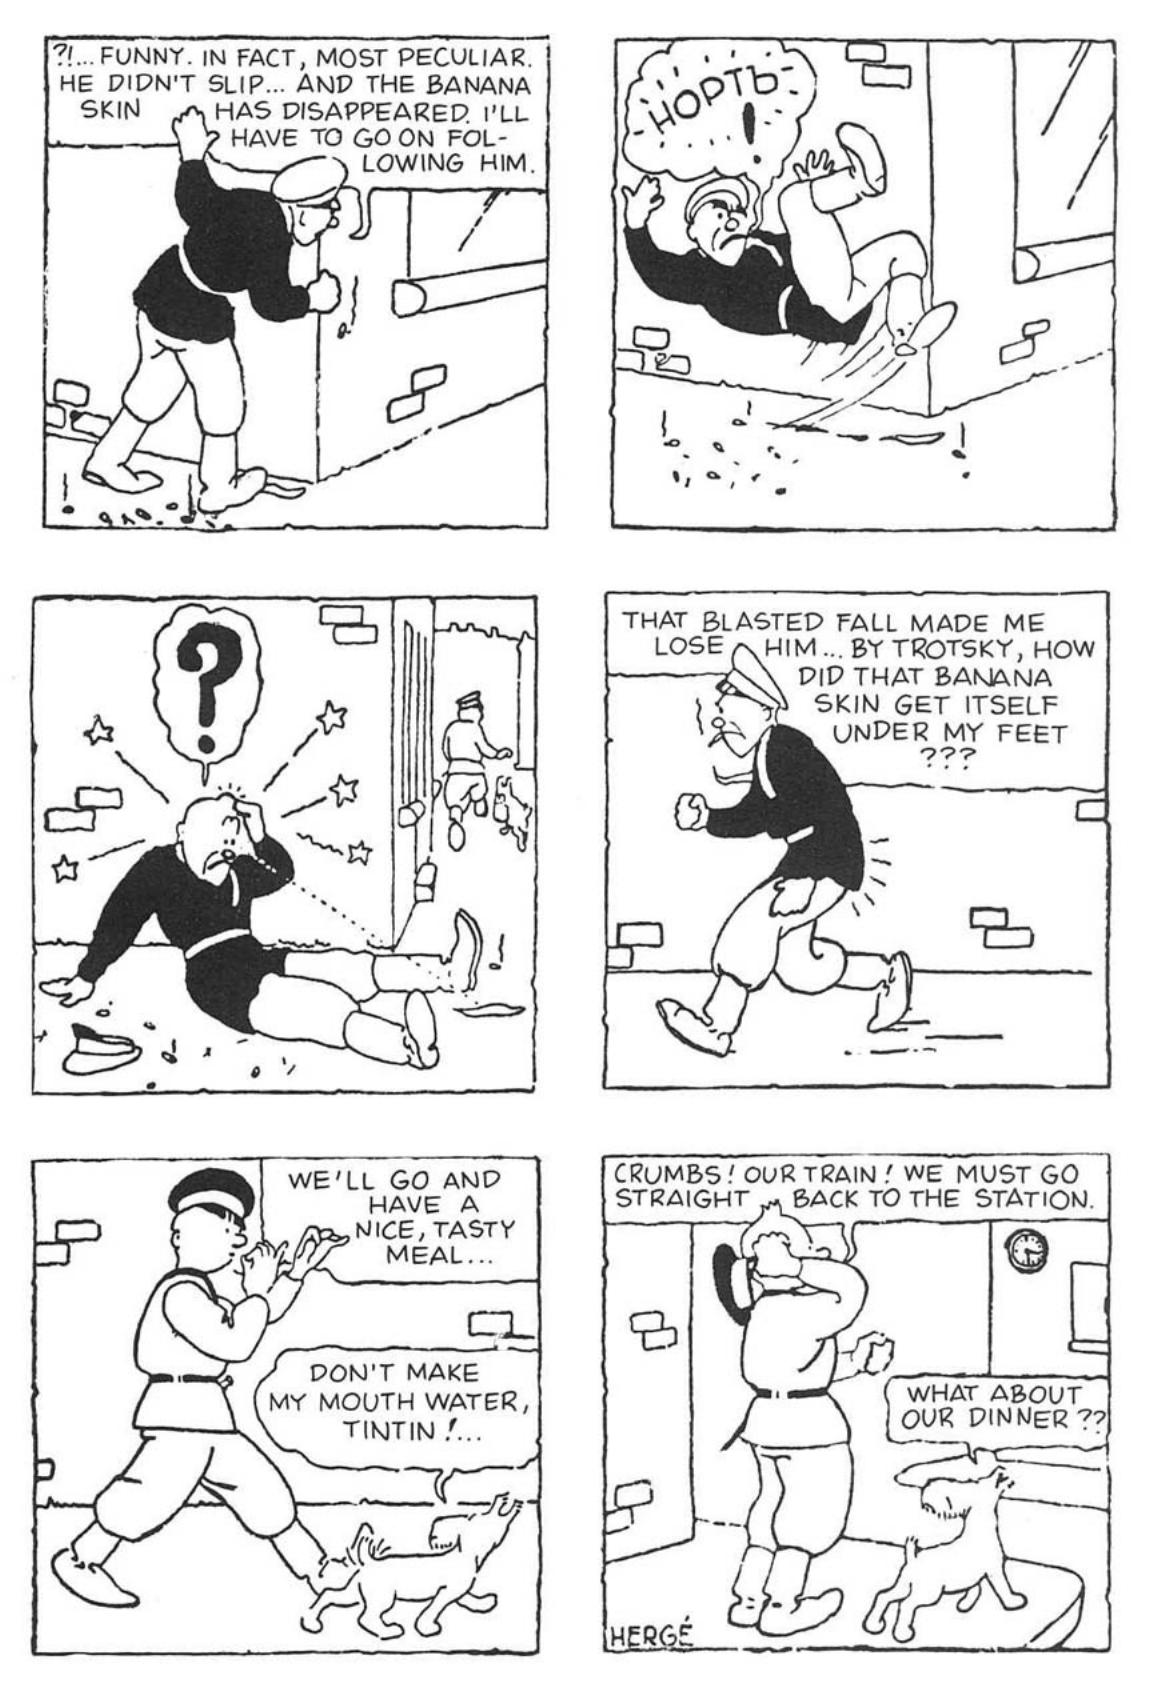 ?!... FUNNY. IN FACT, MOST PECULIAR.
HE DIDN'T SLIP... AND THE BANANA
SKIN HAS DISAPPEARED. I'LL
HAVE TO GO ON FOL-
LOWING HIM.
НОРТЬ
!
?
THAT BLASTED FALL MADE ME
LOSE HIM... BY TROTSKY, HOW
DID THAT BANANA
SKIN GET ITSELF
UNDER MY FEET
???
WE'LL GO AND
HAVE A
NICE, TASTY
MEAL...
DON'T MAKE
MY MOUTH WATER,
TINTIN !...
CRUMBS! OUR TRAIN! WE MUST GO
STRAIGHT BACK TO THE STATION.
WHAT ABOUT
OUR DINNER ??
HERGÉ